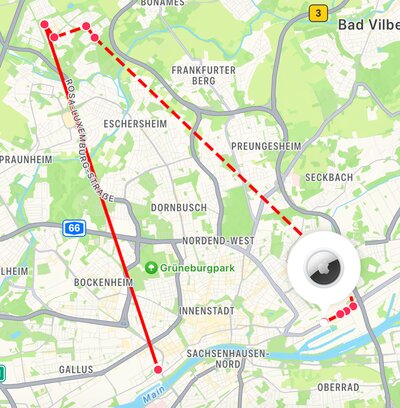 BONAMES
3
Bad Vilbe
FRANKFURTER
BERG
ROSA-LUXEMBURG-STRAßE
ESCHERSHEIM
PREUNGESHEIM
PRAUNHEIM
SECKBACH
DORNBUSCH
66
NORDEND-WEST
LHEIM
Grüneburgpark
BOCKENHEIM
INNENSTADT
SACHSENHAUSEN-
NORD
GALLUS
Main
OBERRAD